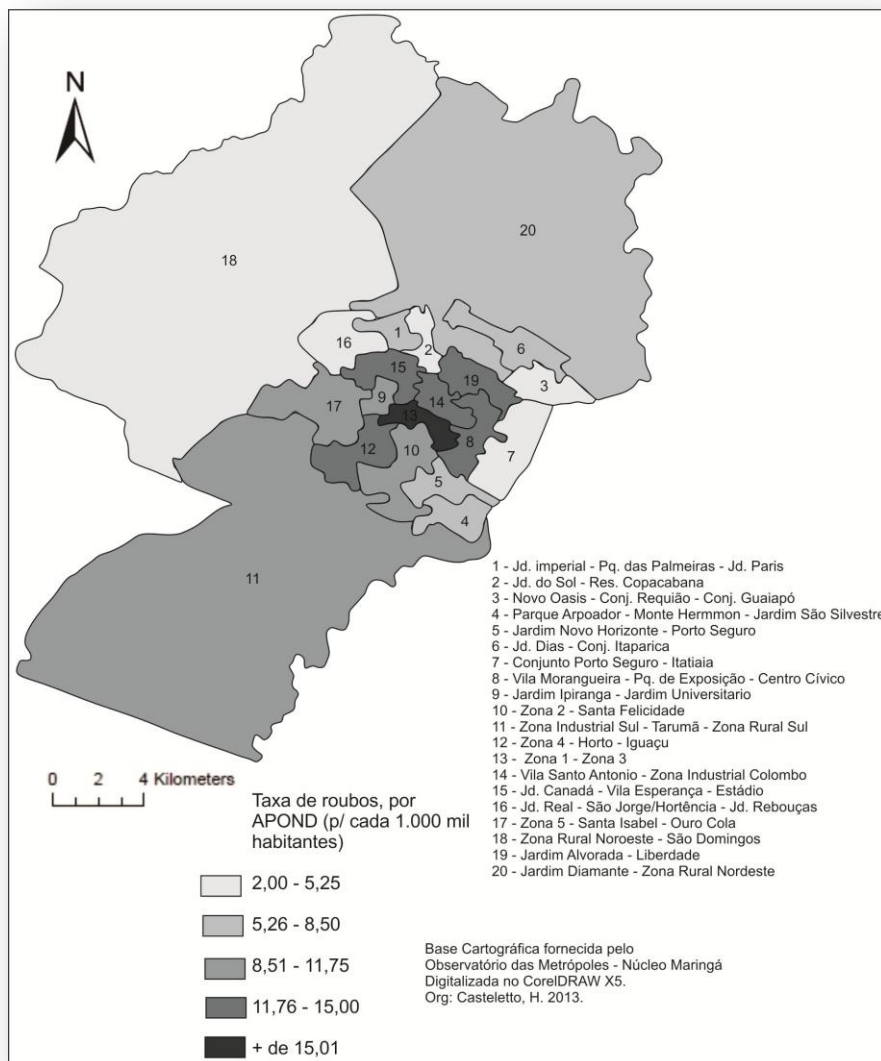 N
18
20
1
16
2
6
15
19
3
9
14
17
13
12
8
10
7
5
4
11
1 - Jd. imperial - Pq. das Palmeiras - Jd. Paris
2 - Jd. do Sol - Res. Copacabana
3 - Novo Oasis - Conj. Requião - Conj. Guaiapó
4 - Parque Arpoador - Monte Hermmon - Jardim São Silvestre
5 - Jardim Novo Horizonte - Porto Seguro
6 - Jd. Dias - Conj. Itaparica
7 - Conjunto Porto Seguro - Itatiaia
8 - Vila Morangueira - Pq. de Exposição - Centro Cívico
9 - Jardim Ipiranga - Jardim Universitario
10 - Zona 2 - Santa Felicidade
11 - Zona Industrial Sul - Tarumã - Zona Rural Sul
12 - Zona 4 - Horto - Iguaçu
13 - Zona 1 - Zona 3
14 - Vila Santo Antonio - Zona Industrial Colombo
15 - Jd. Canadá - Vila Esperança - Estádio
16 - Jd. Real - São Jorge/Hortência - Jd. Rebouças
17 - Zona 5 - Santa Isabel - Ouro Cola
18 - Zona Rural Noroeste - São Domingos
19 - Jardim Alvorada - Liberdade
20 - Jardim Diamante - Zona Rural Nordeste
0 2 4 Kilometers
Taxa de roubos, por
APOND (p/ cada 1.000 mil
habitantes)
2,00 - 5,25
5,26 - 8,50
8,51 - 11,75
11,76 - 15,00
+ de 15,01
Base Cartográfica fornecida pelo
Observatório das Metrópoles - Núcleo Maringá
Digitalizada no CorelDRAW X5.
Org: Casteletto, H. 2013.